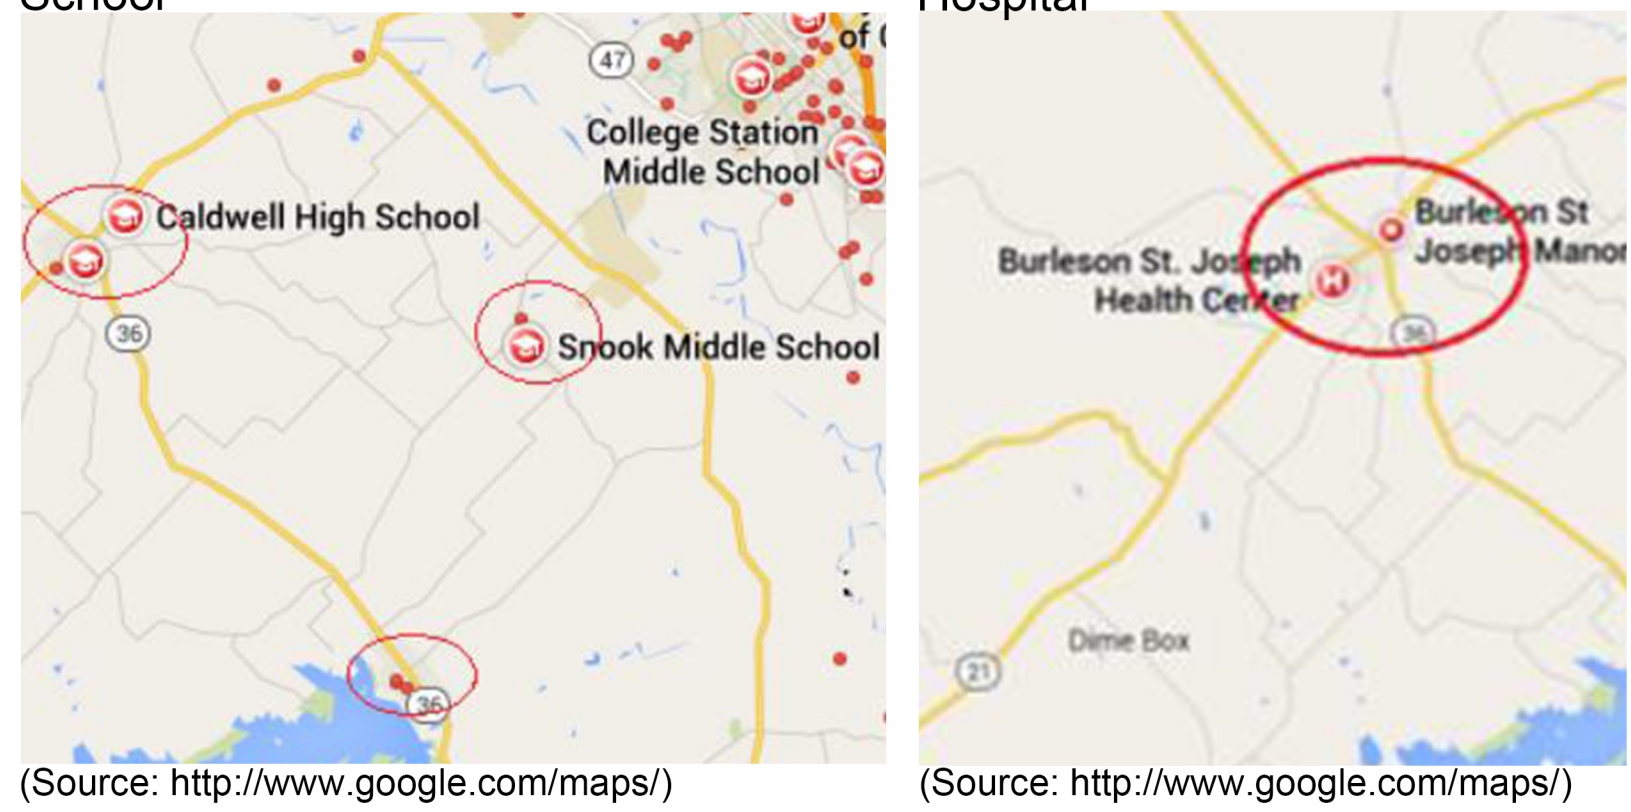 School
Hospital
47
of
College Station
Middle School
Caldwell High School
36
Snook Middle School
36
(Source: http://www.google.com/maps/)
Burleson St
Joseph Manor
Burleson St. Joseph
Health Center
36
Dime Box
21
(Source: http://www.google.com/maps/)